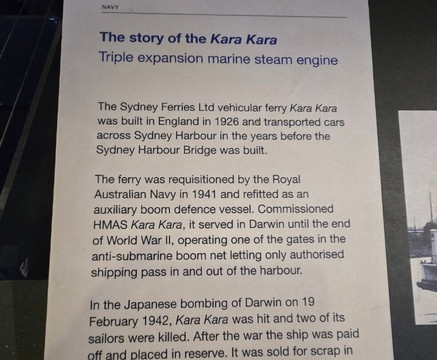 NAVY
The story of the Kara Kara
Triple expansion marine steam engine
The Sydney Ferries Ltd vehicular ferry Kara Kara
was built in England in 1926 and transported cars
across Sydney Harbour in the years before the
Sydney Harbour Bridge was built.
The ferry was requisitioned by the Royal
Australian Navy in 1941 and refitted as an
auxiliary boom defence vessel. Commissioned
HMAS Kara Kara, it served in Darwin until the end
of World War II, operating one of the gates in the
anti-submarine boom net letting only authorised
shipping pass in and out of the harbour.
In the Japanese bombing of Darwin on 19
February 1942, Kara Kara was hit and two of its
sailors were killed. After the war the ship was paid
off and placed in reserve. It was sold for scrap in